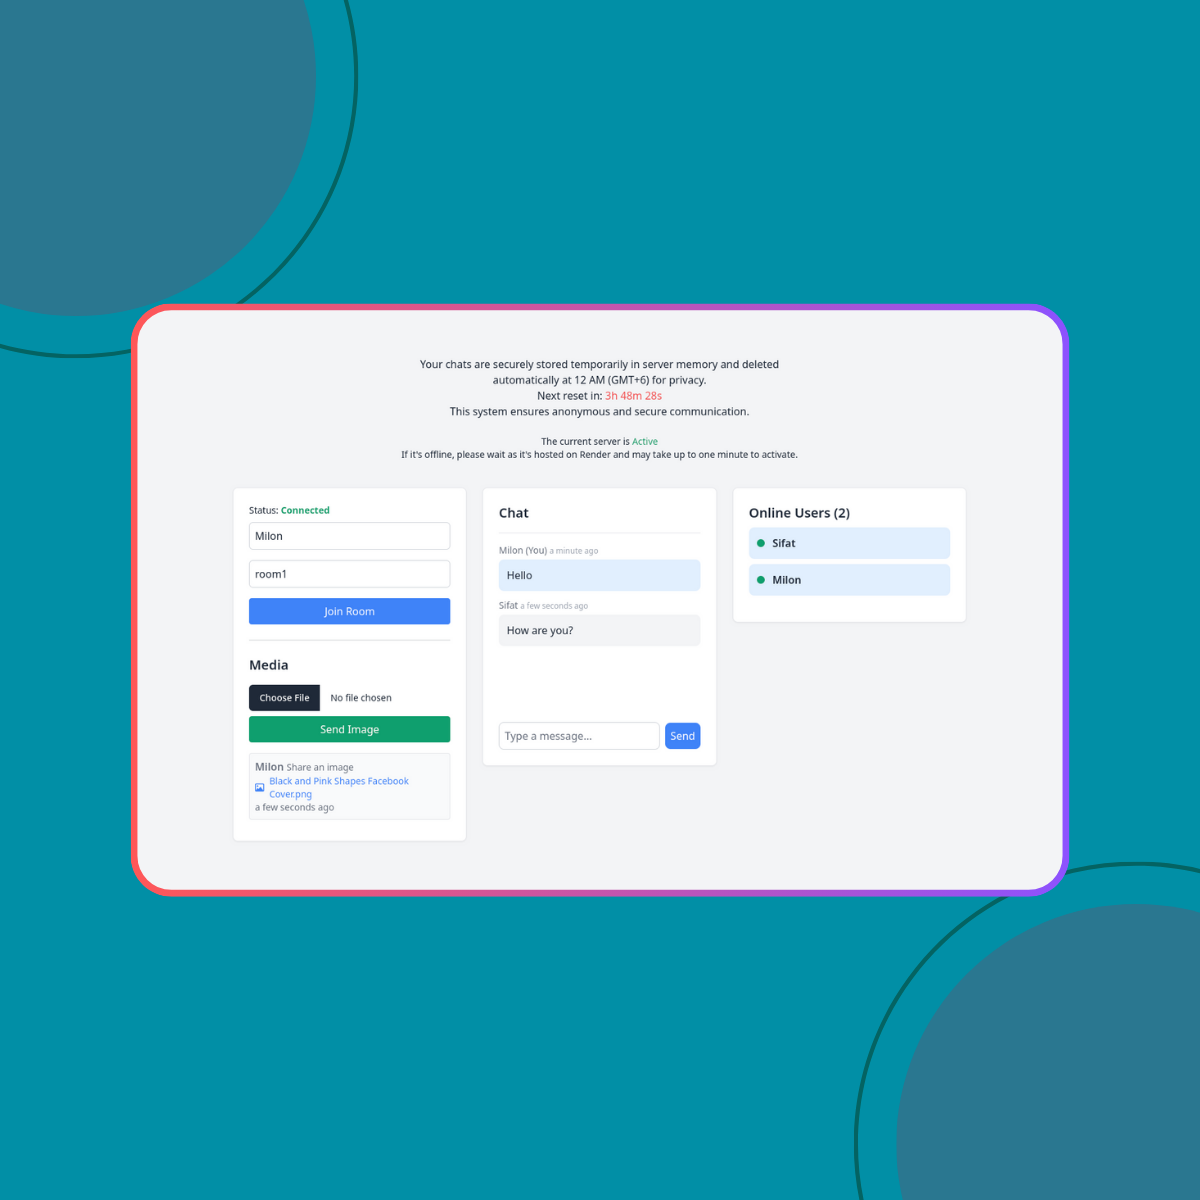 Your chats are securely stored temporarily in server memory and deleted
automatically at 12 AM (GMT+6) for privacy.
Next reset in: 3h 48m 28s
This system ensures anonymous and secure communication.
The current server is Active
If it's offline, please wait as it's hosted on Render and may take up to one minute to activate.
Status: Connected
Milon
room1
Join Room
Media
Choose File No file chosen
Send Image
Milon Share an image
Black and Pink Shapes Facebook
Cover.png
a few seconds ago
Chat
Milon (You) a minute ago
Hello
Sifat a few seconds ago
How are you?
Type a message...
Send
Online Users (2)
Sifat
Milon